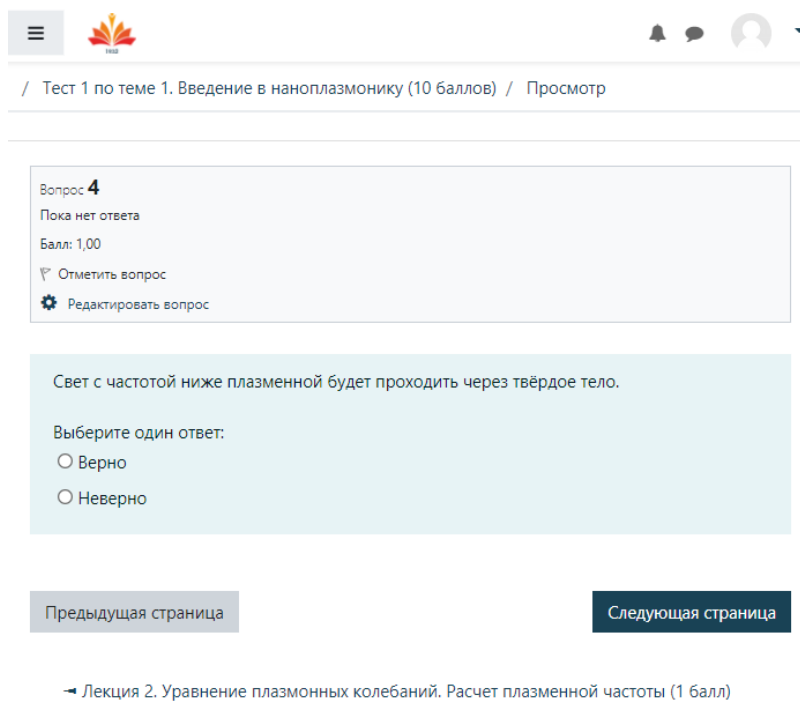 / Тест 1 по теме 1. Введение в наноплазмонику (10 баллов) / Просмотр
Вопрос 4
Пока нет ответа
Балл: 1,00
Отметить вопрос
Редактировать вопрос
Свет с частотой ниже плазменной будет проходить через твёрдое тело.
Выберите один ответ:
Верно
Неверно
Предыдущая страница
Следующая страница
◄ Лекция 2. Уравнение плазмонных колебаний. Расчет плазменной частоты (1 балл)